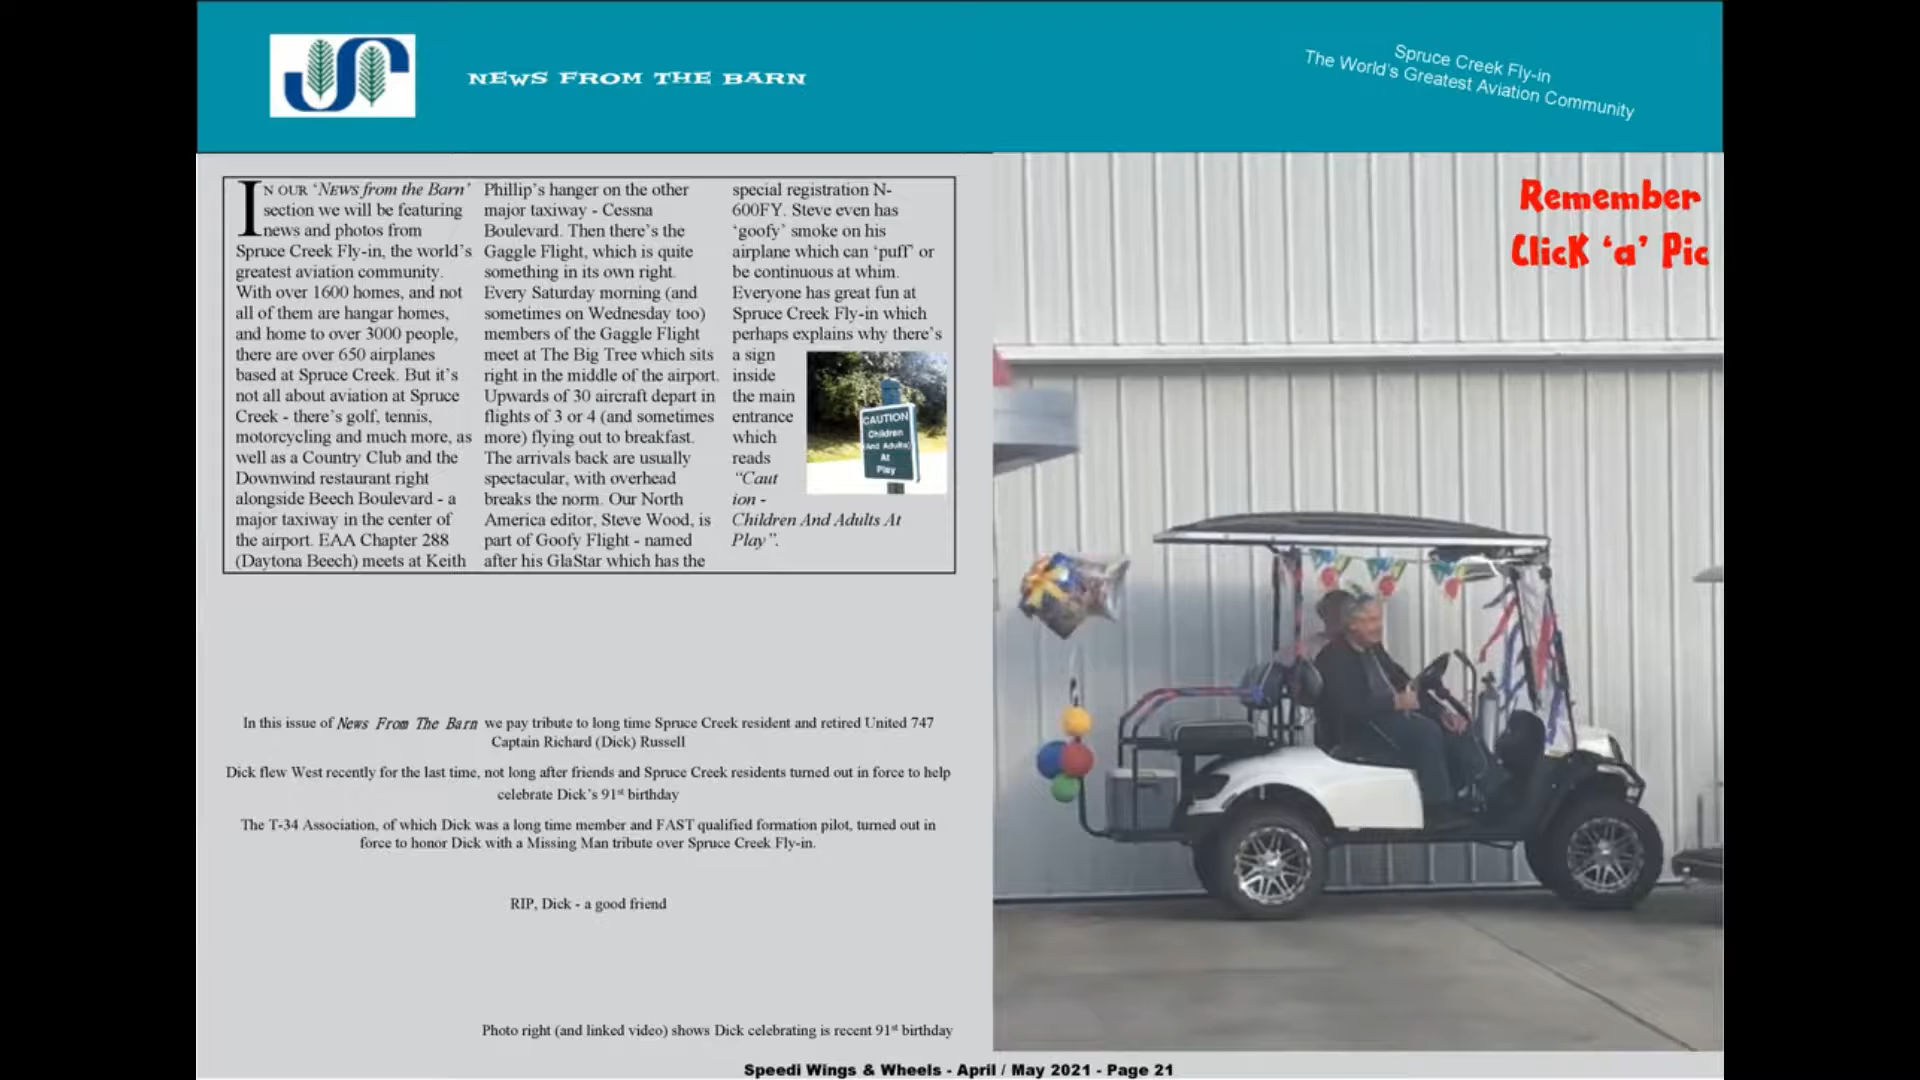 NEWS FROM THE BARN
Spruce Creek Fly-in
The World's Greatest Aviation Community
IN OUR 'NEWS from the Barn'
section we will be featuring
news and photos from
Spruce Creek Fly-in, the world's
greatest aviation community.
With over 1600 homes, and not
all of them are hangar homes,
and home to over 3000 people,
there are over 650 airplanes
based at Spruce Creek. But it's
not all about aviation at Spruce
Creek - there's golf, tennis,
motorcycling and much more, as
well as a Country Club and the
Downwind restaurant right
alongside Beech Boulevard - a
major taxiway in the center of
the airport. EAA Chapter 288
(Daytona Beech) meets at Keith
Phillip's hanger on the other
major taxiway - Cessna
Boulevard. Then there's the
Gaggle Flight, which is quite
something in its own right.
Every Saturday morning (and
sometimes on Wednesday too)
members of the Gaggle Flight
meet at The Big Tree which sits
right in the middle of the airport.
Upwards of 30 aircraft depart in
flights of 3 or 4 (and sometimes
more) flying out to breakfast.
The arrivals back are usually
spectacular, with overhead
breaks the norm. Our North
America editor, Steve Wood, is
part of Goofy Flight - named
after his GlaStar which has the
special registration N-
600FY. Steve even has
'goofy' smoke on his
airplane which can 'puff' or
be continuous at whim.
Everyone has great fun at
Spruce Creek Fly-in which
perhaps explains why there's
a sign
inside
the main
entrance
which
reads
"Caut
ion -
Children And Adults At
Play".
CAUTION
Children
(And Adults)
At
Play
In this issue of News From The Barn we pay tribute to long time Spruce Creek resident and retired United 747
Captain Richard (Dick) Russell
Dick flew West recently for the last time, not long after friends and Spruce Creek residents turned out in force to help
celebrate Dick's 91st birthday
The T-34 Association, of which Dick was a long time member and FAST qualified formation pilot, turned out in
force to honor Dick with a Missing Man tribute over Spruce Creek Fly-in.
RIP, Dick - a good friend
Photo right (and linked video) shows Dick celebrating is recent 91st birthday
Remember
Click 'a' Pic
Speedi Wings & Wheels - April / May 2021 - Page 21